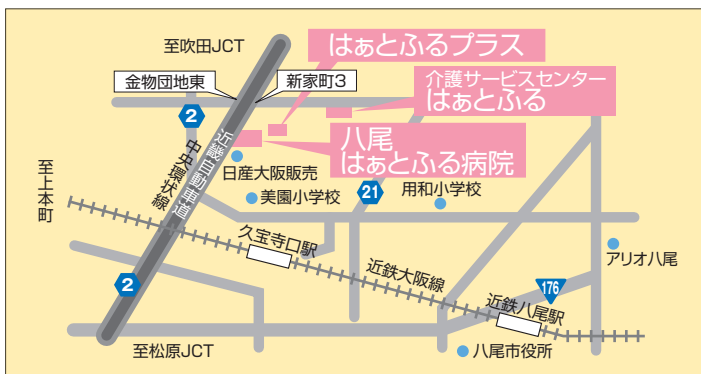 至吹田JCT
はぁとふるプラス
金物団地東
新家町3
介護サービスセンター
はぁとふる
2
八尾
はぁとふる病院
近畿自動車道
中央環状線
日産大阪販売
至上本町
美園小学校
21
用和小学校
久宝寺口駅
アリオ八尾
近鉄大阪線
2
176
近鉄八尾駅
至松原JCT
八尾市役所